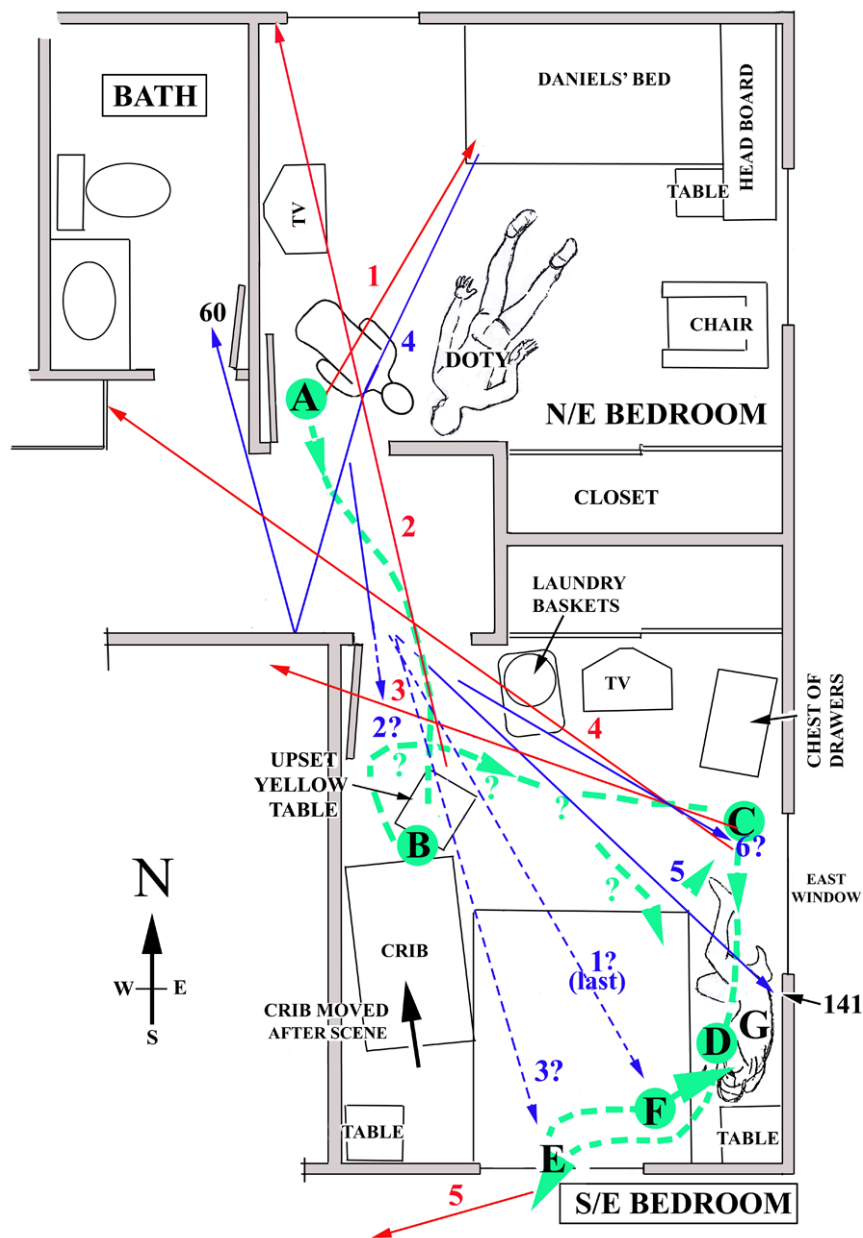 DANIELS' BED
HEAD BOARD
BATH
TABLE
TV
1
60
4
CHAIR
DOTY
A
N/E BEDROOM
CLOSET
2
LAUNDRY
BASKETS
TV
3
4
CHEST OF
DRAWERS
2?
?
?
UPSET
YELLOW
TABLE
?
C
B
6?
5
?
?
EAST
WINDOW
N
CRIB
1?
(last)
W
E
S
CRIB MOVED
AFTER SCENE
141
G
D
3?
F
TABLE
TABLE
E
5
S/E BEDROOM